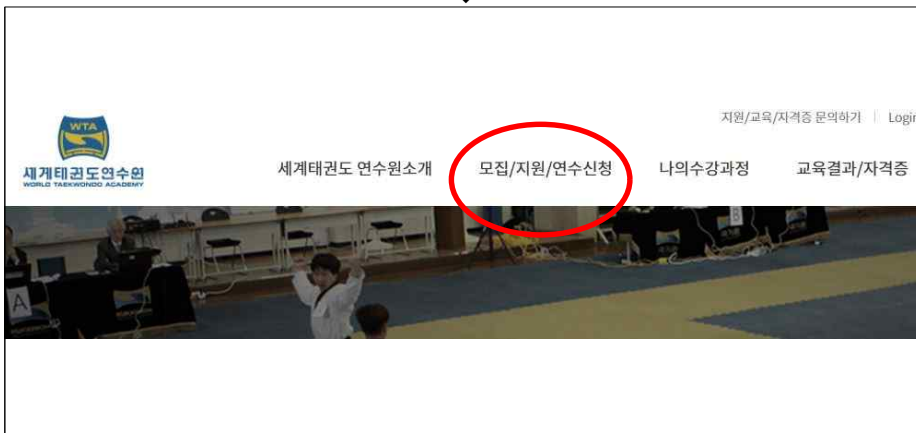 지원/교육/자격증 문의하기 | Login
WTA
세계태권도연수원
WORLD TAEKWONDO ACADEMY
세계태권도 연수원소개 모집/지원/연수신청 나의수강과정 교육결과/자격증
A
B